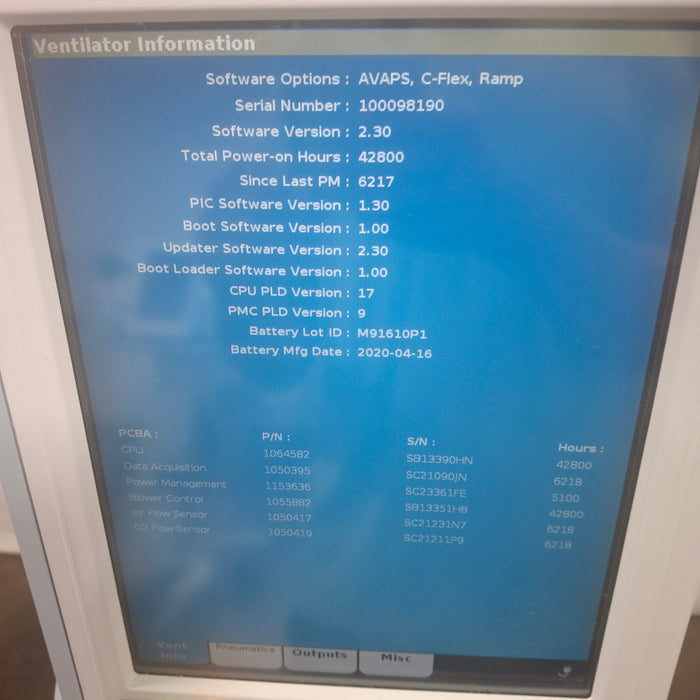 Ventilator Information
Software Options : AVAPS, C-Flex, Ramp
Serial Number : 100098190
Software Version : 2.30
Total Power-on Hours : 42800
Since Last PM : 6217
PIC Software Version : 1.30
Boot Software Version : 1.00
Updater Software Version : 2.30
Boot Loader Software Version : 1.00
CPU PLD Version : 17
PMC PLD Version : 9
Battery Lot ID : M91610P1
Battery Mfg Date : 2020-04-16
PCBA : P/N : S/N : Hours :
CPU 1064582 SB13390HN 42800
Data Acquisition 1050395 SC21090JN 6218
Power Management 1153636 SC23361FE 5100
Blower Control 1055882 SB13351H8 42800
Air Flow Sensor 1050417 SC21231N7 6218
O2 Flow Sensor 1050419 SC21211P9 6218
Vent Info Pneumatics Outputs Misc